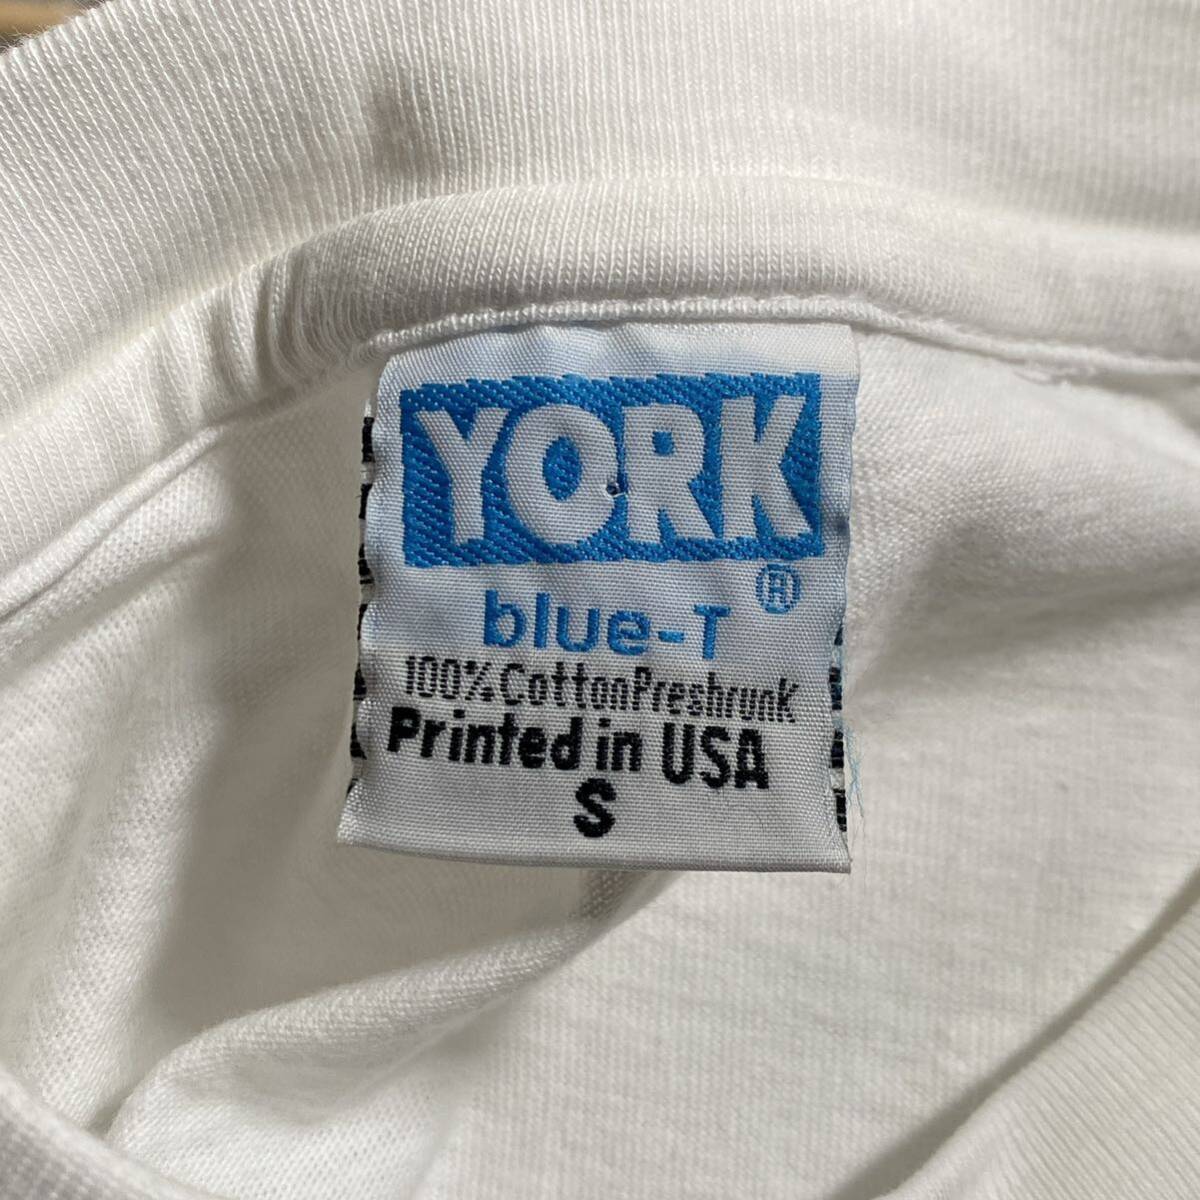 YORK
®
blue-T
100%CottonPreshrunk
Printed in USA
S